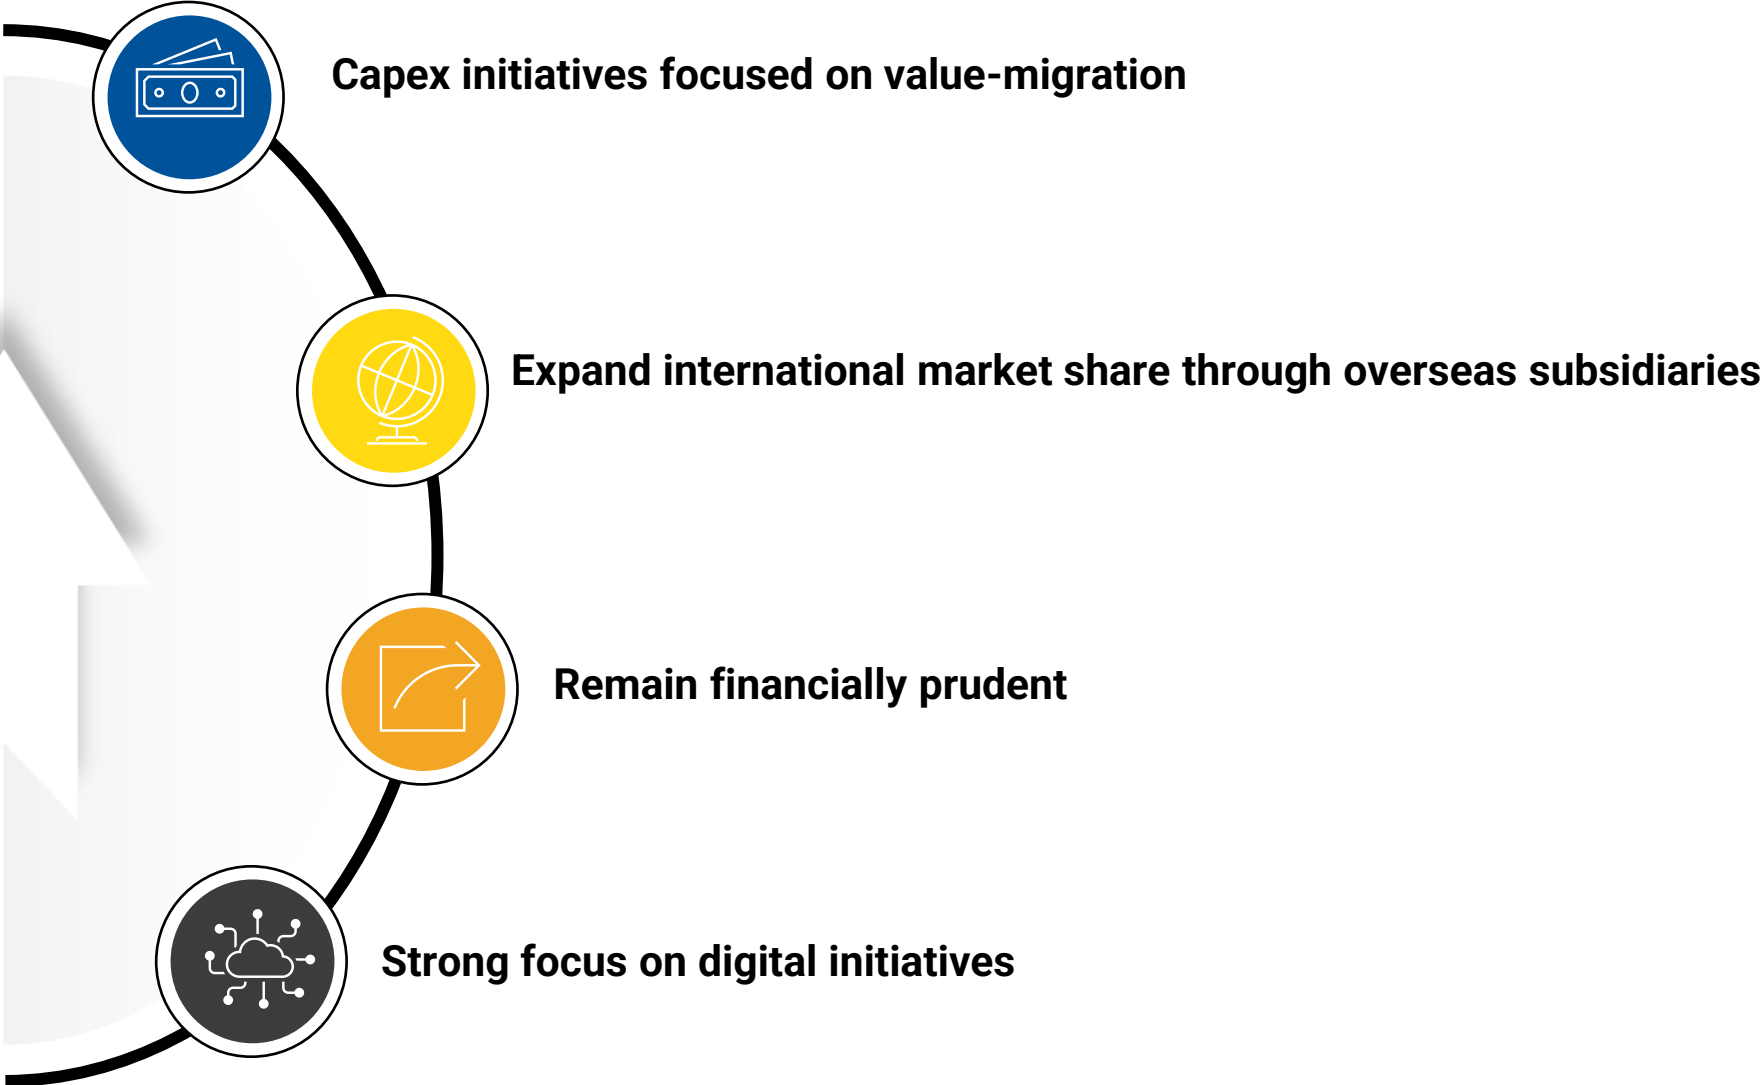 Capex initiatives focused on value-migration
Expand international market share through overseas subsidiaries
Remain financially prudent
Strong focus on digital initiatives